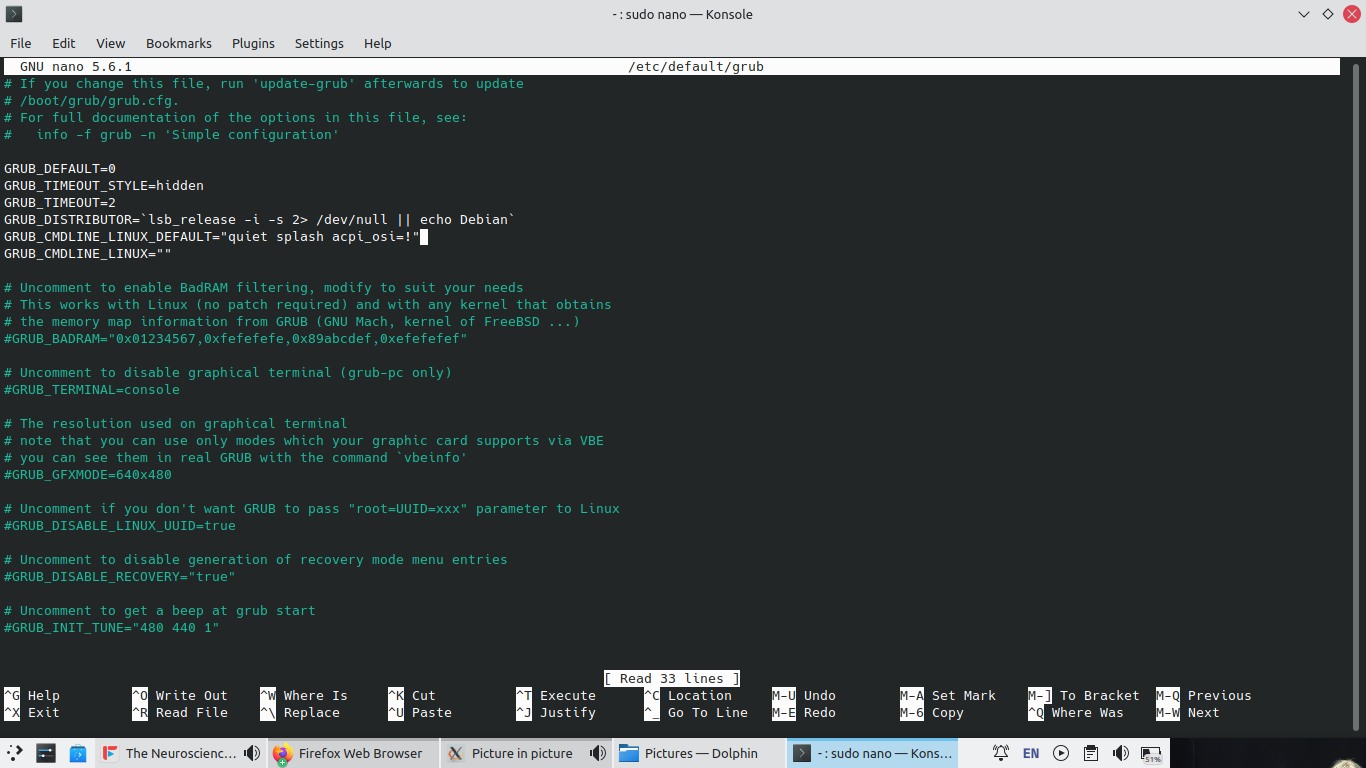 - : sudo nano — Konsole
File Edit View Bookmarks Plugins Settings Help
GNU nano 5.6.1 /etc/default/grub
# If you change this file, run 'update-grub' afterwards to update
# /boot/grub/grub.cfg.
# For full documentation of the options in this file, see:
#   info -f grub -n 'Simple configuration'
GRUB_DEFAULT=0
GRUB_TIMEOUT_STYLE=hidden
GRUB_TIMEOUT=2
GRUB_DISTRIBUTOR=`lsb_release -i -s 2> /dev/null || echo Debian`
GRUB_CMDLINE_LINUX_DEFAULT="quiet splash acpi_osi=!"
GRUB_CMDLINE_LINUX=""
# Uncomment to enable BadRAM filtering, modify to suit your needs
# This works with Linux (no patch required) and with any kernel that obtains
# the memory map information from GRUB (GNU Mach, kernel of FreeBSD ...)
#GRUB_BADRAM="0x01234567,0xfefefefe,0x89abcdef,0xefefefef"
# Uncomment to disable graphical terminal (grub-pc only)
#GRUB_TERMINAL=console
# The resolution used on graphical terminal
# note that you can use only modes which your graphic card supports via VBE
# you can see them in real GRUB with the command `vbeinfo'
#GRUB_GFXMODE=640x480
# Uncomment if you don't want GRUB to pass "root=UUID=xxx" parameter to Linux
#GRUB_DISABLE_LINUX_UUID=true
# Uncomment to disable generation of recovery mode menu entries
#GRUB_DISABLE_RECOVERY="true"
# Uncomment to get a beep at grub start
#GRUB_INIT_TUNE="480 440 1"
[ Read 33 lines ]
^G Help ^O Write Out ^W Where Is ^K Cut ^T Execute ^C Location M-U Undo M-A Set Mark M-] To Bracket M-Q Previous
^X Exit ^R Read File ^\ Replace ^U Paste ^J Justify ^_ Go To Line M-E Redo M-6 Copy ^Q Where Was M-W Next
The Neuroscienc... Firefox Web Browser Picture in picture Pictures — Dolphin - : sudo nano — Kons... EN 51%